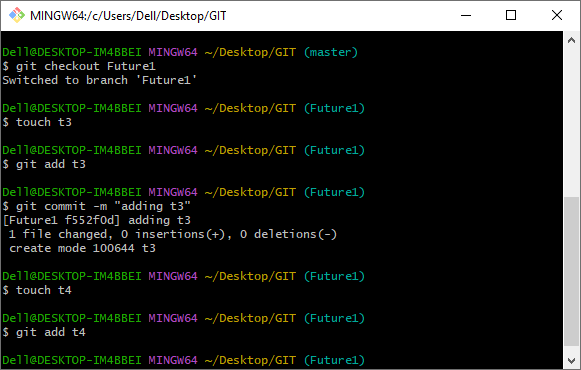 MINGW64:/c/Users/Dell/Desktop/GIT
Dell@DESKTOP-IM4BBEI MINGW64 ~/Desktop/GIT (master)
$ git checkout Future1
Switched to branch 'Future1'
Dell@DESKTOP-IM4BBEI MINGW64 ~/Desktop/GIT (Future1)
$ touch t3
Dell@DESKTOP-IM4BBEI MINGW64 ~/Desktop/GIT (Future1)
$ git add t3
Dell@DESKTOP-IM4BBEI MINGW64 ~/Desktop/GIT (Future1)
$ git commit -m "adding t3"
[Future1 f552f0d] adding t3
 1 file changed, 0 insertions(+), 0 deletions(-)
 create mode 100644 t3
Dell@DESKTOP-IM4BBEI MINGW64 ~/Desktop/GIT (Future1)
$ touch t4
Dell@DESKTOP-IM4BBEI MINGW64 ~/Desktop/GIT (Future1)
$ git add t4
Dell@DESKTOP-IM4BBEI MINGW64 ~/Desktop/GIT (Future1)